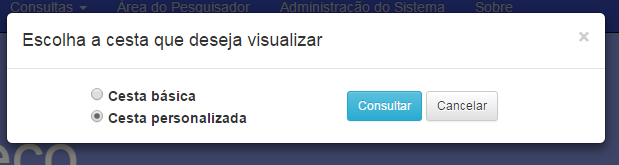 Consultas Área do Pesquisador Administração do Sistema Sobre
Escolha a cesta que deseja visualizar ×
Cesta básica
Cesta personalizada
Consultar Cancelar
eco